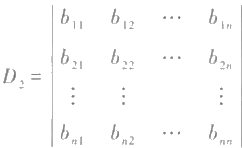 D₂ = | b₁₁ b₁₂ ⋯ b₁ₙ |
| b₂₁ b₂₂ ⋯ b₂ₙ |
| ⋮ ⋮ ⋮ |
| bₙ₁ bₙ₂ ⋯ bₙₙ |